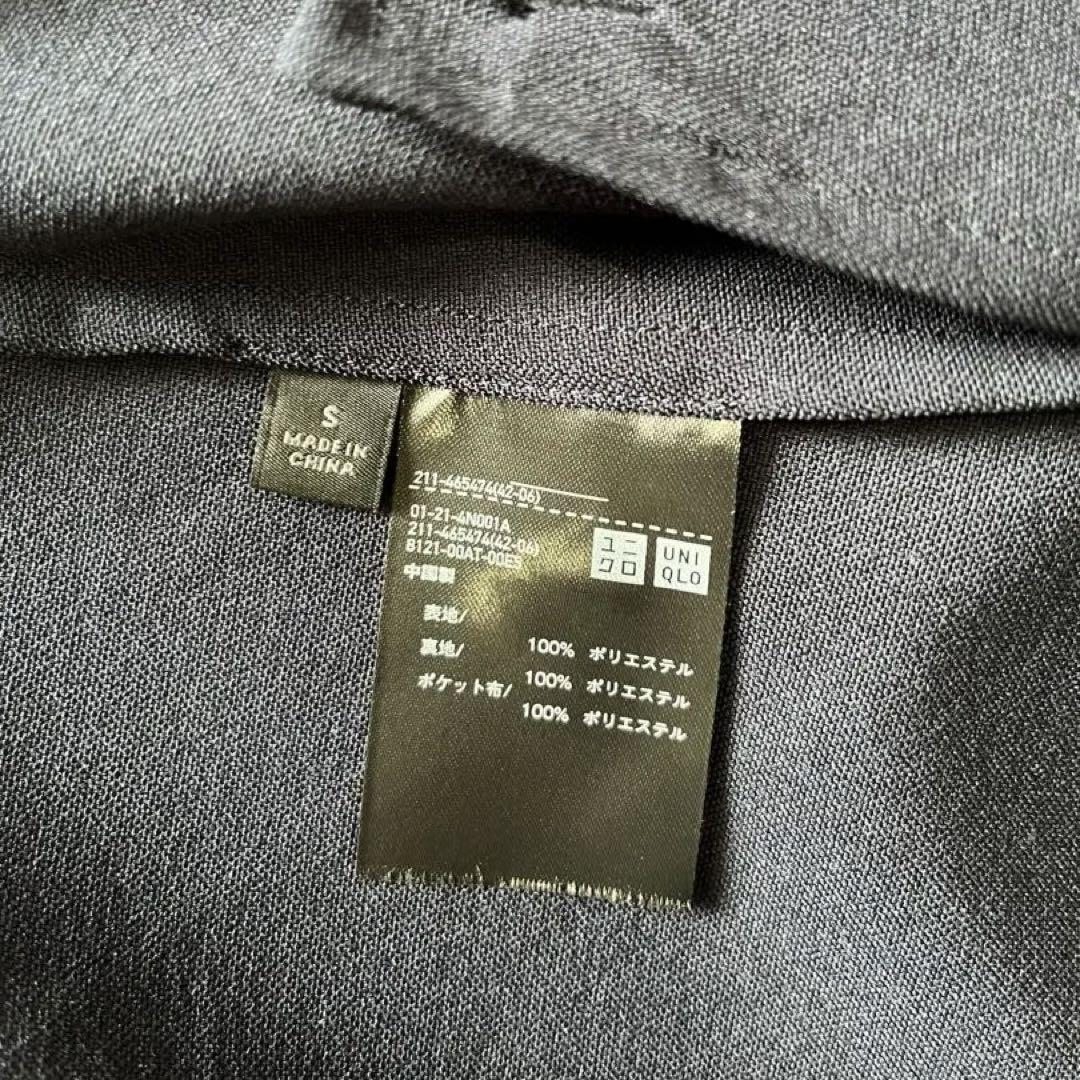 S
MADE IN
CHINA
211-465474(42-06)
01-21-4N001A
211-465474(42-06)
8121-00AT-00E3
中国製
ユニ
クロ
UNI
QLO
表地/
100% ポリエステル
裏地/
100% ポリエステル
ポケット布/
100% ポリエステル